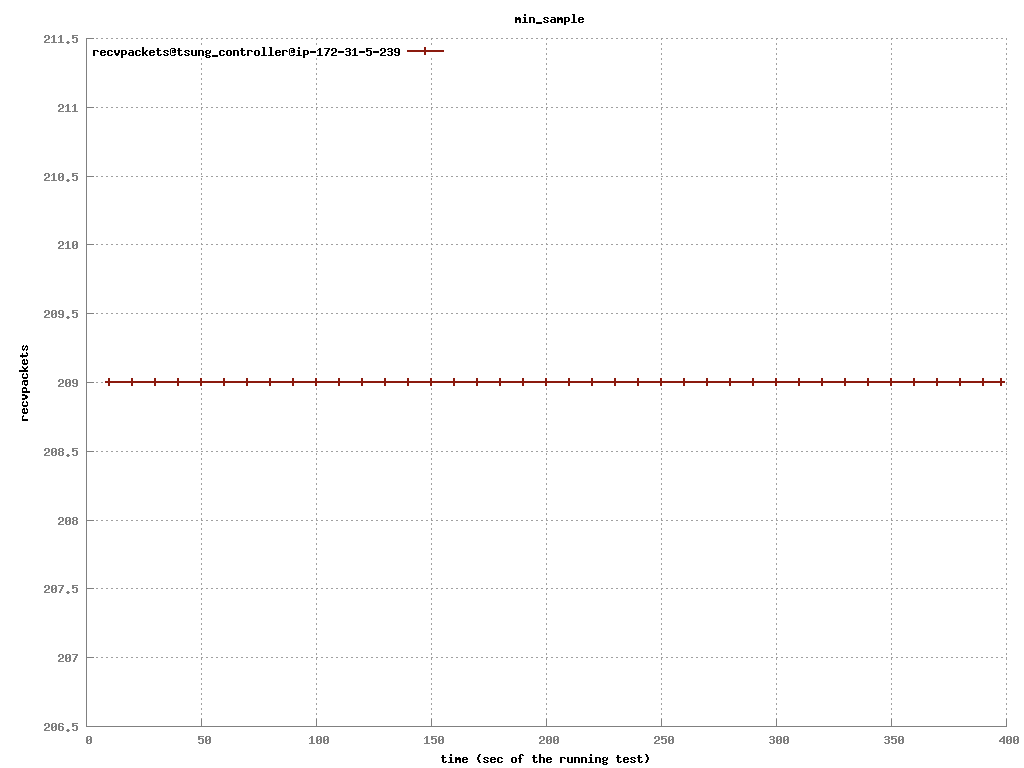 min_sample
211.5
recvpackets@tsung_controller@ip-172-31-5-239
211
210.5
210
209.5
recvpackets
209
208.5
208
207.5
207
206.5
0 50 100 150 200 250 300 350 400
time (sec of the running test)